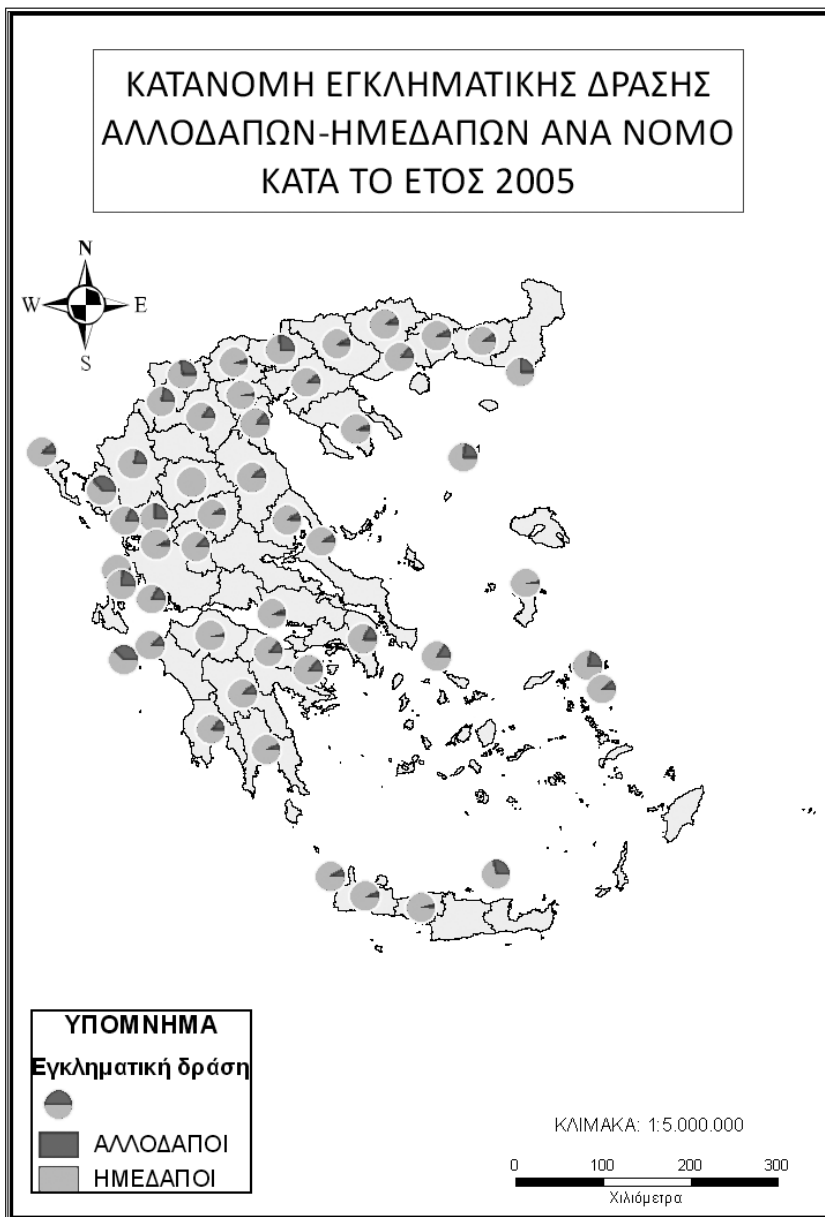 ΚΑΤΑΝΟΜΗ ΕΓΚΛΗΜΑΤΙΚΗΣ ΔΡΑΣΗΣ
ΑΛΛΟΔΑΠΩΝ-ΗΜΕΔΑΠΩΝ ΑΝΑ ΝΟΜΟ
ΚΑΤΑ ΤΟ ΕΤΟΣ 2005
N
W E
S
ΥΠΟΜΝΗΜΑ
Εγκληματική δράση
ΑΛΛΟΔΑΠΟΙ
ΗΜΕΔΑΠΟΙ
ΚΛΙΜΑΚΑ: 1:5.000.000
0 100 200 300
Χιλιόμετρα